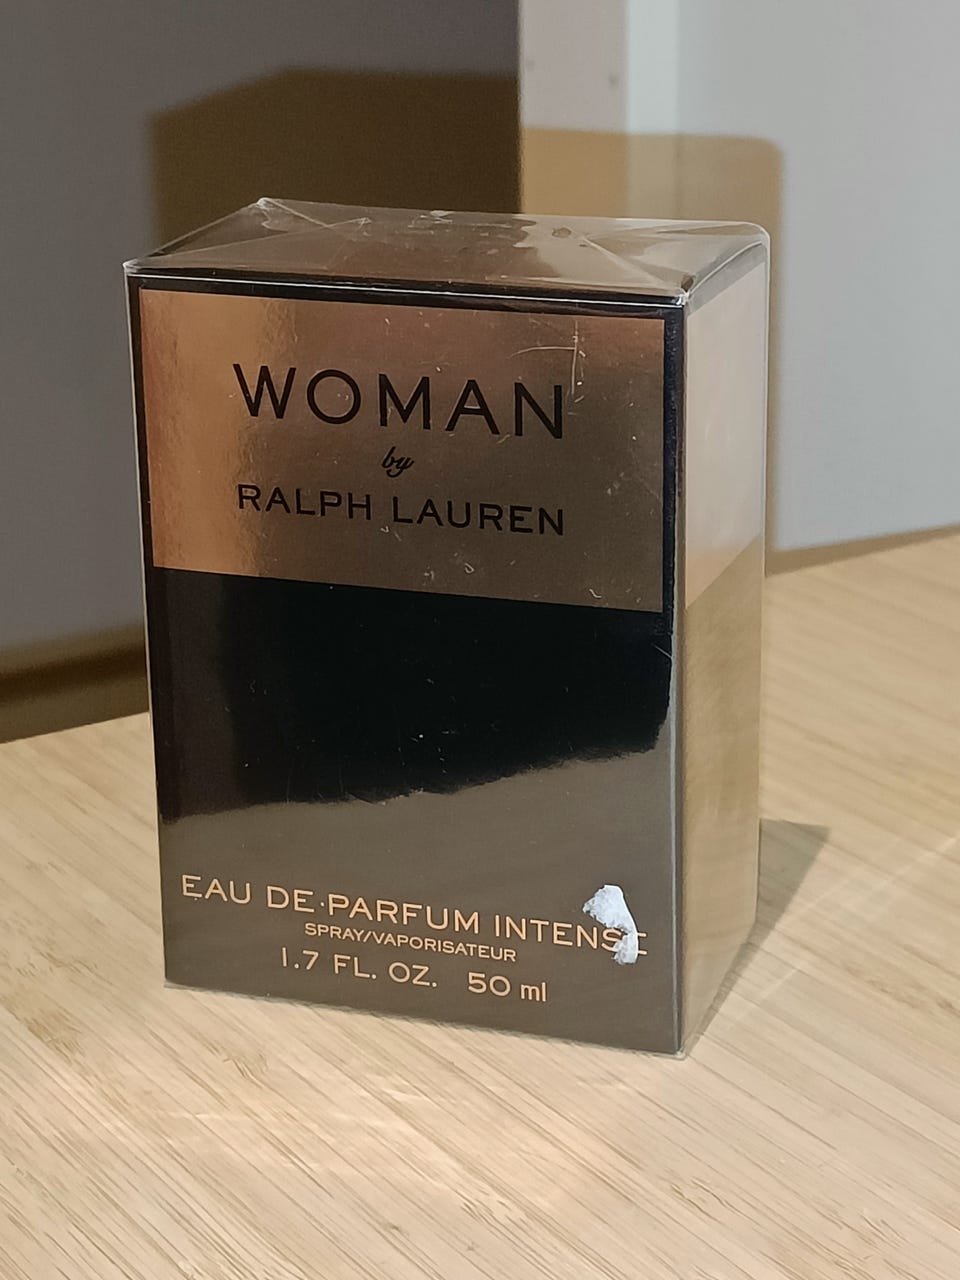 WOMAN
by
RALPH LAUREN
EAU DE PARFUM INTENSE
SPRAY/VAPORISATEUR
1.7 FL. OZ. 50 ml